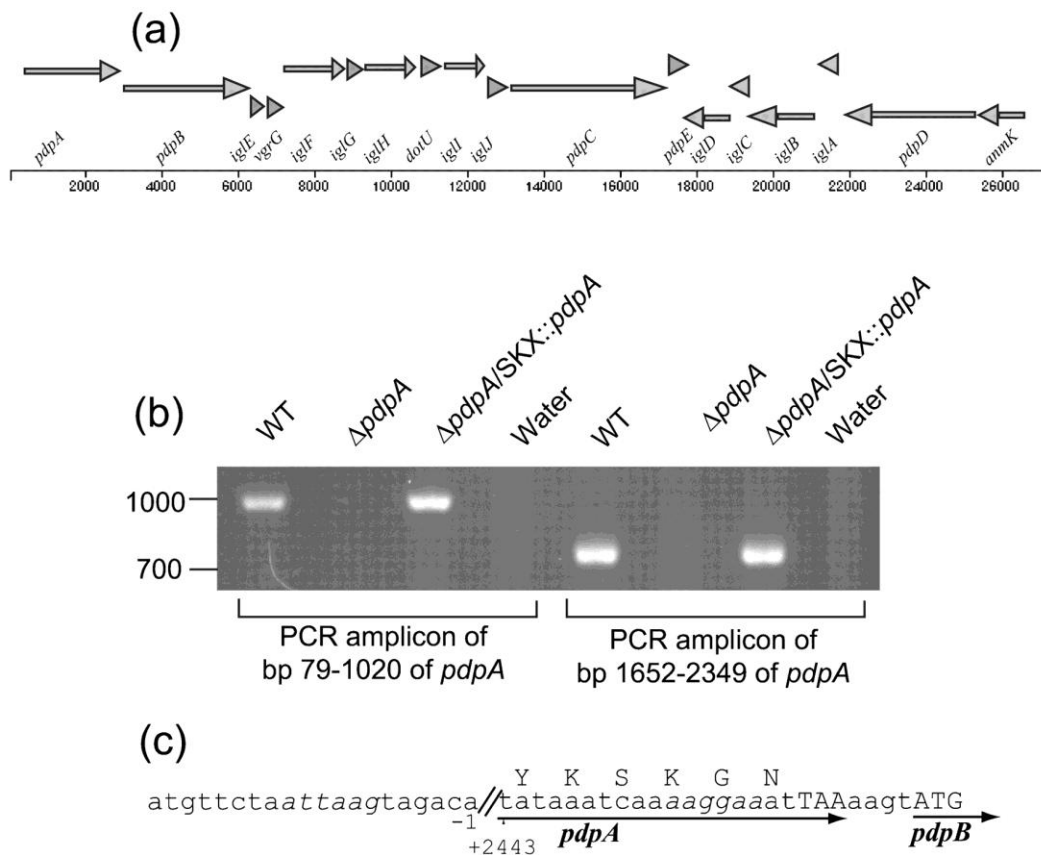 (a)
pdpA pdpB iglE vgrG iglF iglG iglH dotU iglI iglJ pdpC pdpE iglD iglC iglB iglA pdpD anmK
2000 4000 6000 8000 10000 12000 14000 16000 18000 20000 22000 24000 26000
(b)
WT ΔpdpA ΔpdpA/SKX::pdpA Water WT ΔpdpA ΔpdpA/SKX::pdpA Water
1000
700
PCR amplicon of PCR amplicon of
bp 79-1020 of pdpA bp 1652-2349 of pdpA
(c)
Y K S K G N
atgttctaattaagtagaca//tataaatcaaaaggaaatTAAaagtATG
-1 pdpA pdpB
+2443